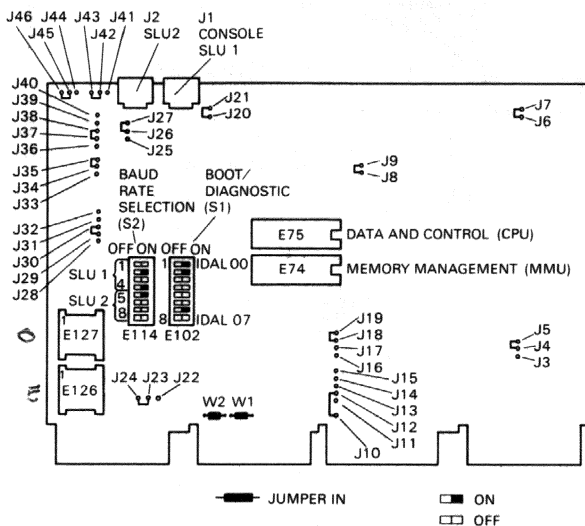 J46 J44 J43 J41 J2 J1
J45 J42 SLU2 CONSOLE
SLU 1
J40
J39
J38
J37
J36
J35
J34
J33
J32
J31
J30
J29
J28
J27
J26
J25
J21
J20
J7
J6
J9
J8
BAUD
RATE
SELECTION
(S2)
BOOT/
DIAGNOSTIC
(S1)
OFF ON OFF ON
SLU 1
1
4
SLU 2
5
8
1 IDAL 00
8 IDAL 07
E114 E102
E75 DATA AND CONTROL (CPU)
E74 MEMORY MANAGEMENT (MMU)
1
E127
1
E126
J24 J23 J22
W2 W1
J19
J18
J17
J16
J15
J14
J13
J12
J11
J10
J5
J4
J3
JUMPER IN
ON
OFF